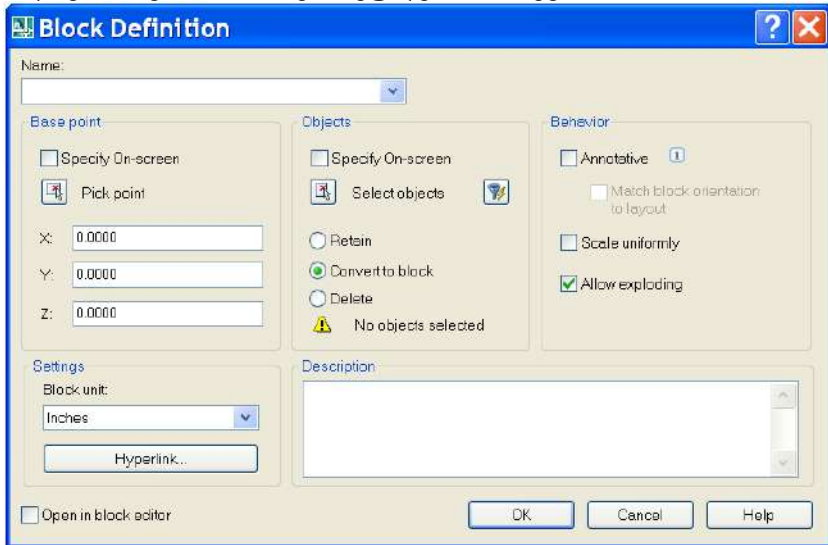 Block Definition
Name:
Base point
Specify On-screen
Pick point
X: 0.0000
Y: 0.0000
Z: 0.0000
Objects
Specify On-screen
Select objects
Retain
Convert to block
Delete
No objects selected
Behavior
Annotative
Match block orientation
to layout
Scale uniformly
Allow exploding
Settings
Block unit:
Inches
Hyperlink...
Description
Open in block editor
OK
Cancel
Help